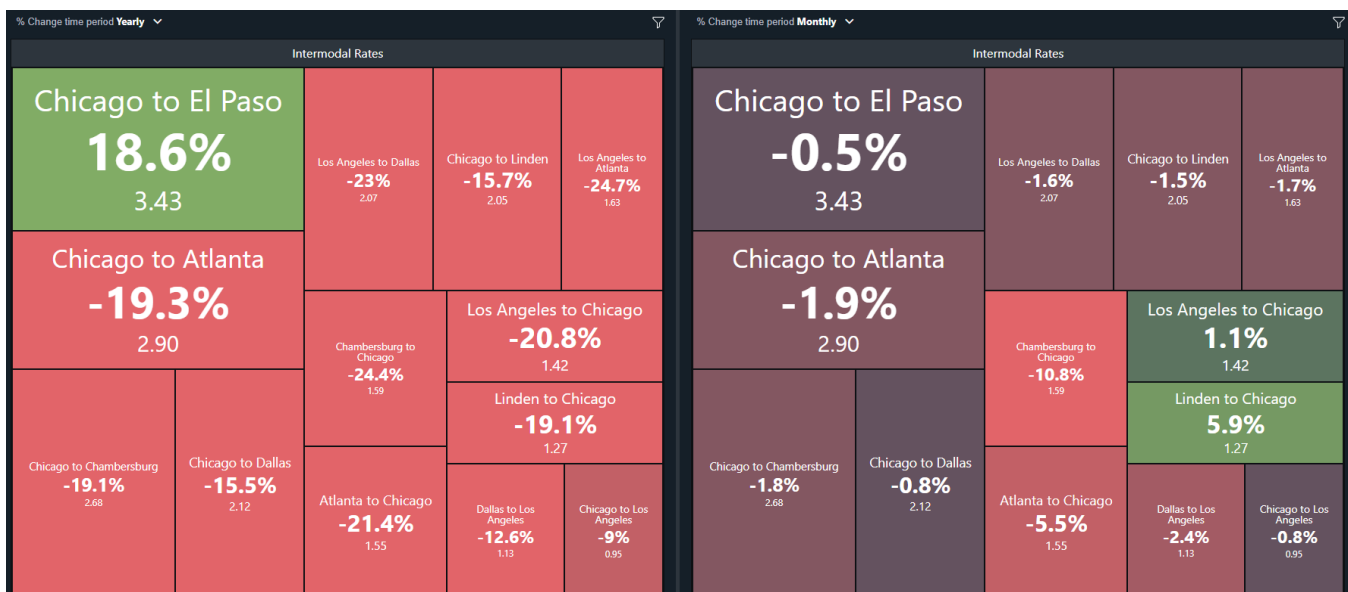 % Change time period Yearly
Intermodal Rates
Chicago to El Paso
18.6%
3.43
Los Angeles to Dallas
-23%
2.07
Chicago to Linden
-15.7%
2.05
Los Angeles to
Atlanta
-24.7%
1.63
Chicago to Atlanta
-19.3%
2.90
Chambersburg to
Chicago
-24.4%
1.59
Los Angeles to Chicago
-20.8%
1.42
Linden to Chicago
-19.1%
1.27
Chicago to Chambersburg
-19.1%
2.68
Chicago to Dallas
-15.5%
2.12
Atlanta to Chicago
-21.4%
1.55
Dallas to Los
Angeles
-12.6%
1.13
Chicago to Los
Angeles
-9%
0.95
% Change time period Monthly
Intermodal Rates
Chicago to El Paso
-0.5%
3.43
Los Angeles to Dallas
-1.6%
2.07
Chicago to Linden
-1.5%
2.05
Los Angeles to
Atlanta
-1.7%
1.63
Chicago to Atlanta
-1.9%
2.90
Chambersburg to
Chicago
-10.8%
1.59
Los Angeles to Chicago
1.1%
1.42
Linden to Chicago
5.9%
1.27
Chicago to Chambersburg
-1.8%
2.68
Chicago to Dallas
-0.8%
2.12
Atlanta to Chicago
-5.5%
1.55
Dallas to Los
Angeles
-2.4%
1.13
Chicago to Los
Angeles
-0.8%
0.95